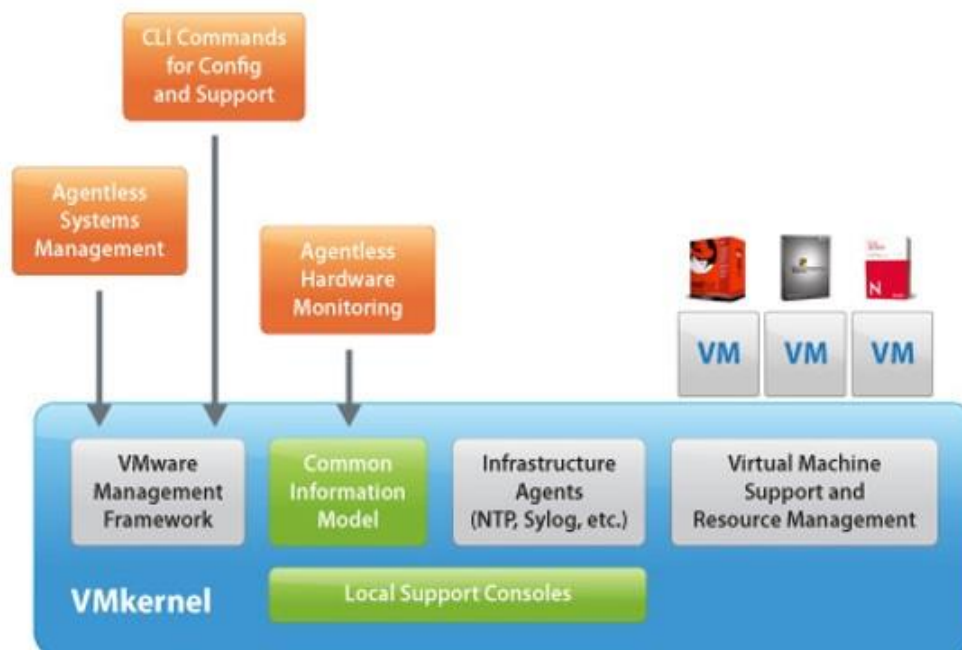 CLI Commands
for Config
and Support
Agentless
Systems
Management
Agentless
Hardware
Monitoring
N
VM
VM
VM
VMware
Management
Framework
Common
Information
Model
Infrastructure
Agents
(NTP, Sylog, etc.)
Virtual Machine
Support and
Resource Management
VMkernel
Local Support Consoles